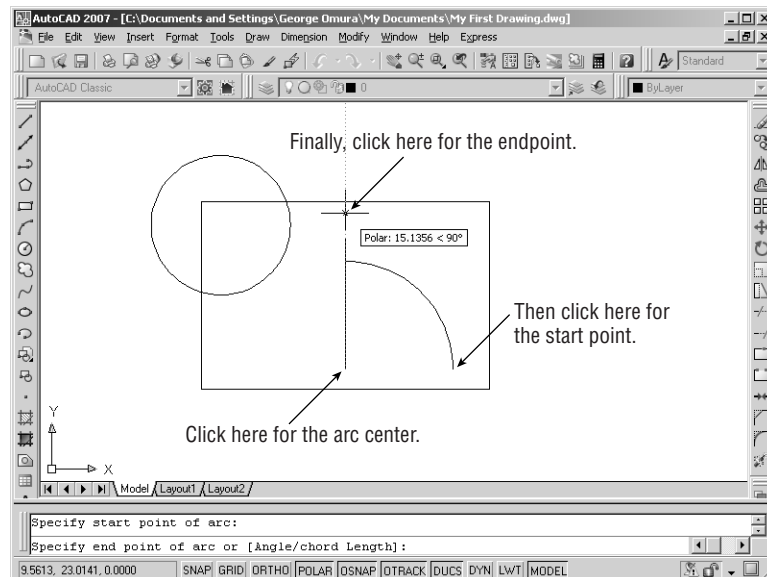 AutoCAD 2007 - [C:\Documents and Settings\George Omura\My Documents\My First Drawing.dwg]
File Edit View Insert Format Tools Draw Dimension Modify Window Help Express
Standard
AutoCAD Classic
0
ByLayer
Finally, click here for the endpoint.
Polar: 15.1356 < 90°
Then click here for
the start point.
Click here for the arc center.
Y
X
Model Layout1 Layout2
Specify start point of arc:
Specify end point of arc or [Angle/chord Length]:
9.5613, 23.0141, 0.0000 SNAP GRID ORTHO POLAR OSNAP OTRACK DUCS DYN LWT MODEL